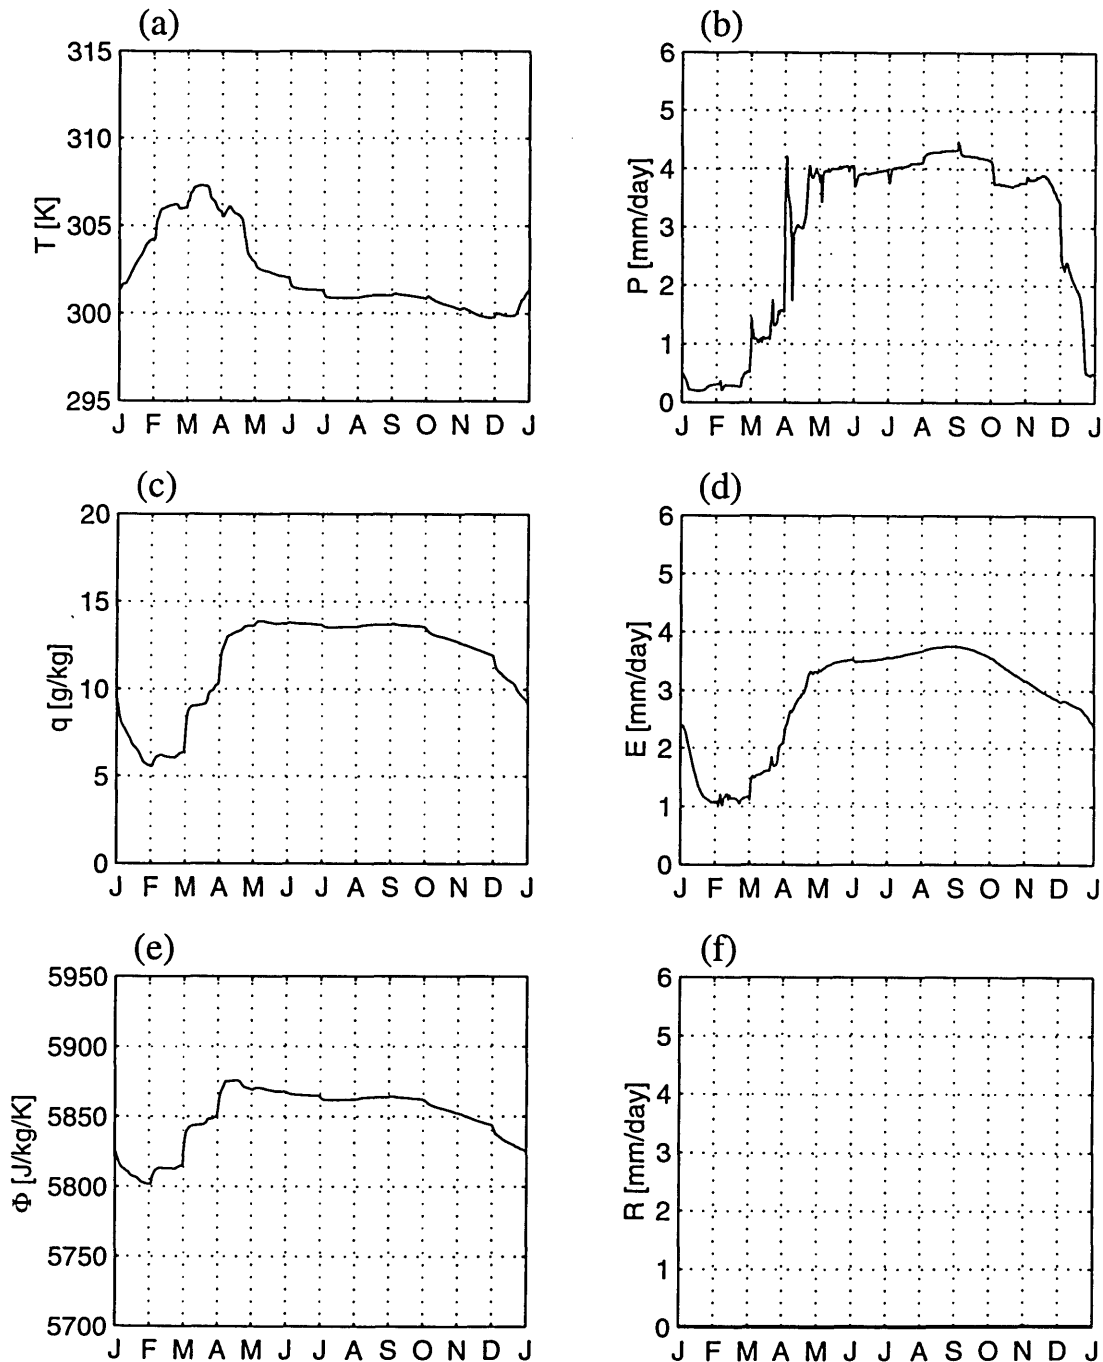 (a)
315
310
305
300
295
T [K]
J F M A M J J A S O N D J
(b)
6
5
4
3
2
1
0
P [mm/day]
J F M A M J J A S O N D J
(c)
20
15
10
5
0
q [g/kg]
J F M A M J J A S O N D J
(d)
6
5
4
3
2
1
0
E [mm/day]
J F M A M J J A S O N D J
(e)
5950
5900
5850
5800
5750
5700
Φ [J/kg/K]
J F M A M J J A S O N D J
(f)
6
5
4
3
2
1
R [mm/day]
J F M A M J J A S O N D J